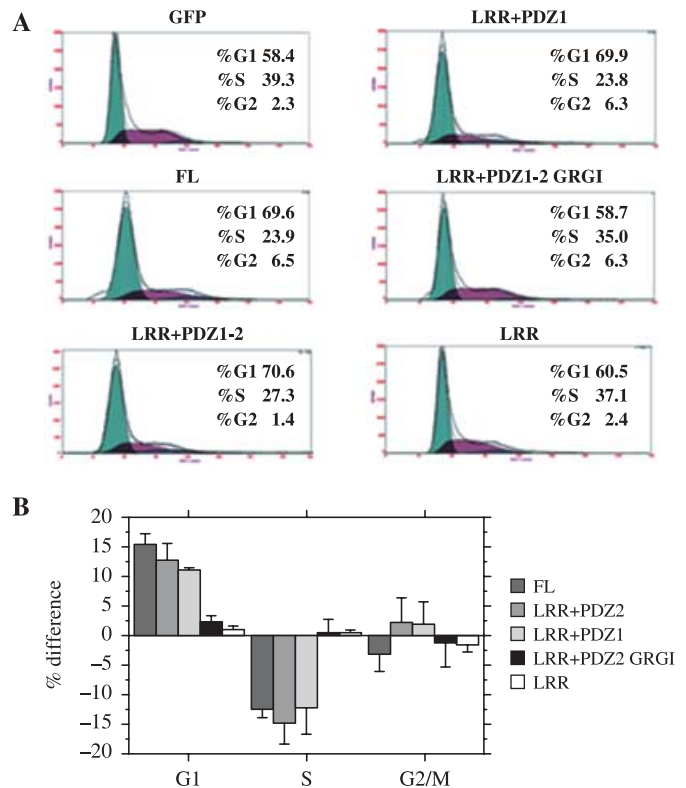 A
GFP
%G1 58.4
%S 39.3
%G2 2.3
LRR+PDZ1
%G1 69.9
%S 23.8
%G2 6.3
FL
%G1 69.6
%S 23.9
%G2 6.5
LRR+PDZ1-2 GRGI
%G1 58.7
%S 35.0
%G2 6.3
LRR+PDZ1-2
%G1 70.6
%S 27.3
%G2 1.4
LRR
%G1 60.5
%S 37.1
%G2 2.4
B
% difference
20
15
10
5
0
−5
−10
−15
−20
G1 S G2/M
FL
LRR+PDZ2
LRR+PDZ1
LRR+PDZ2 GRGI
LRR